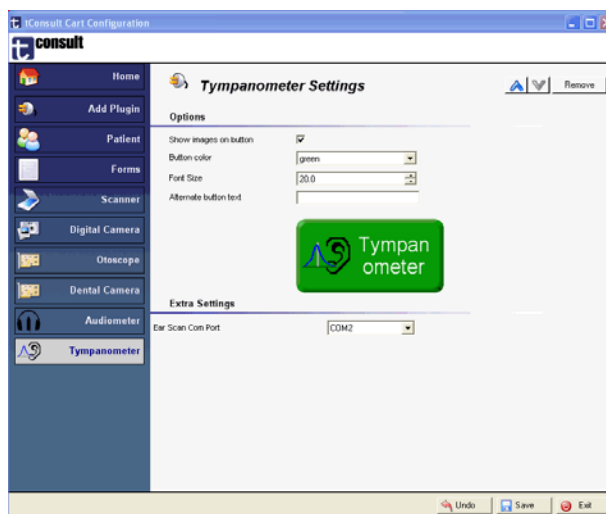 tConsult Cart Configuration
t consult
Home
Add Plugin
Patient
Forms
Scanner
Digital Camera
Otoscope
Dental Camera
Audiometer
Tympanometer
Tympanometer Settings
Remove
Options
Show images on button
Button color green
Font Size 20.0
Alternate button text
Tympan
ometer
Extra Settings
Ear Scan Com Port COM2
Undo Save Exit